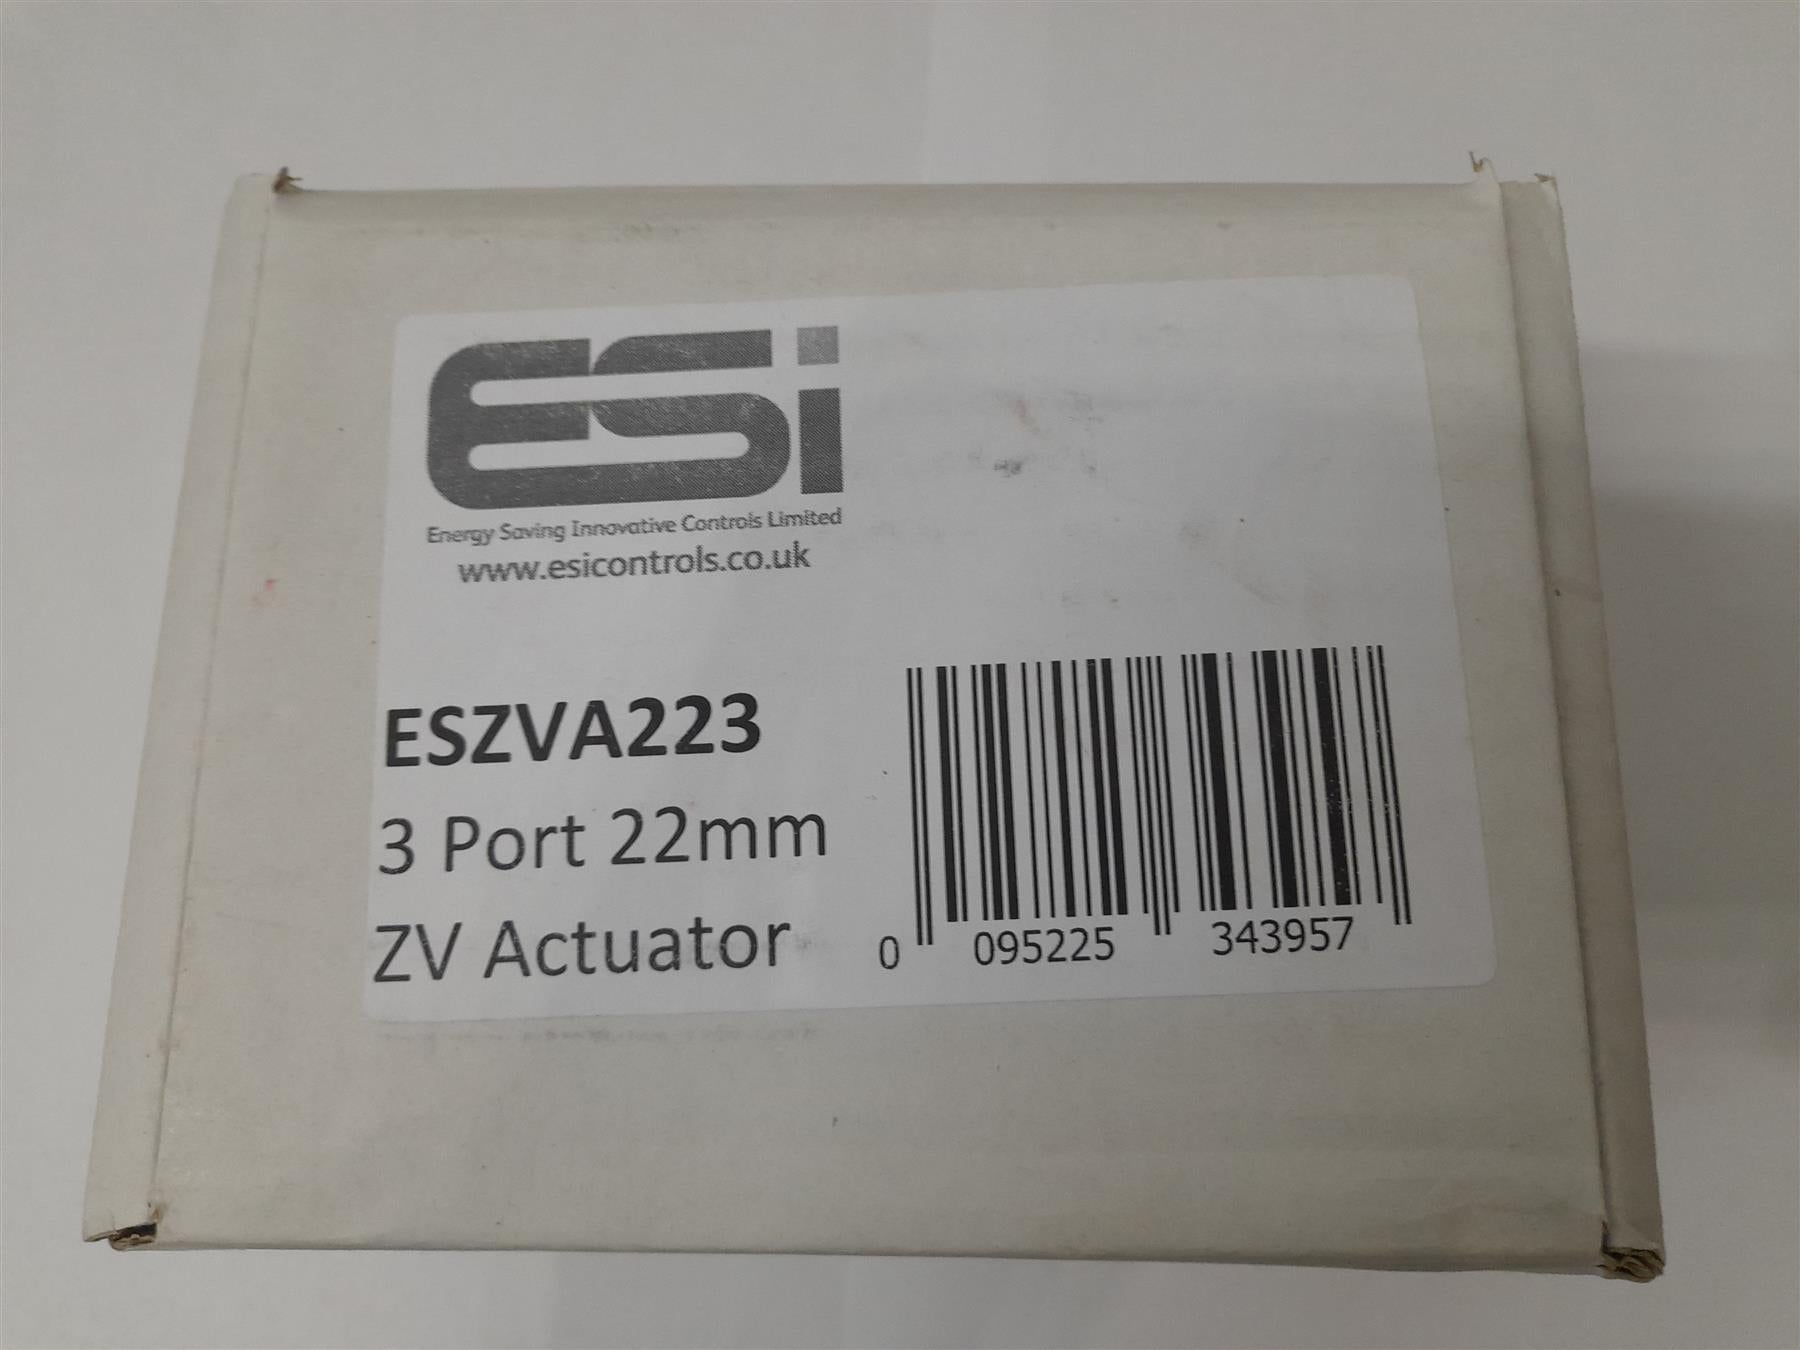 ESi
Energy Saving Innovative Controls Limited
www.esicontrols.co.uk
ESZVA223
3 Port 22mm
ZV Actuator
0 095225 343957